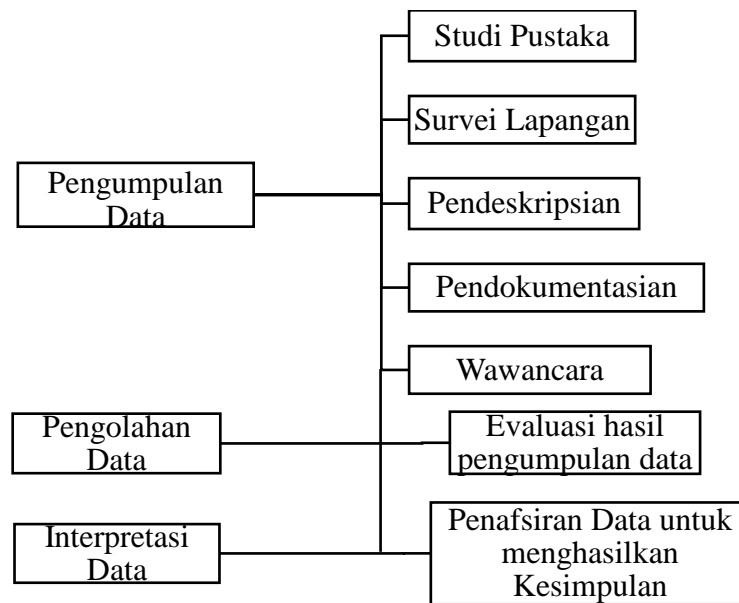 Studi Pustaka
Survei Lapangan
Pengumpulan
Data
Pendeskripsian
Pendokumentasian
Wawancara
Pengolahan
Data
Evaluasi hasil
pengumpulan data
Interpretasi
Data
Penafsiran Data untuk
menghasilkan
Kesimpulan